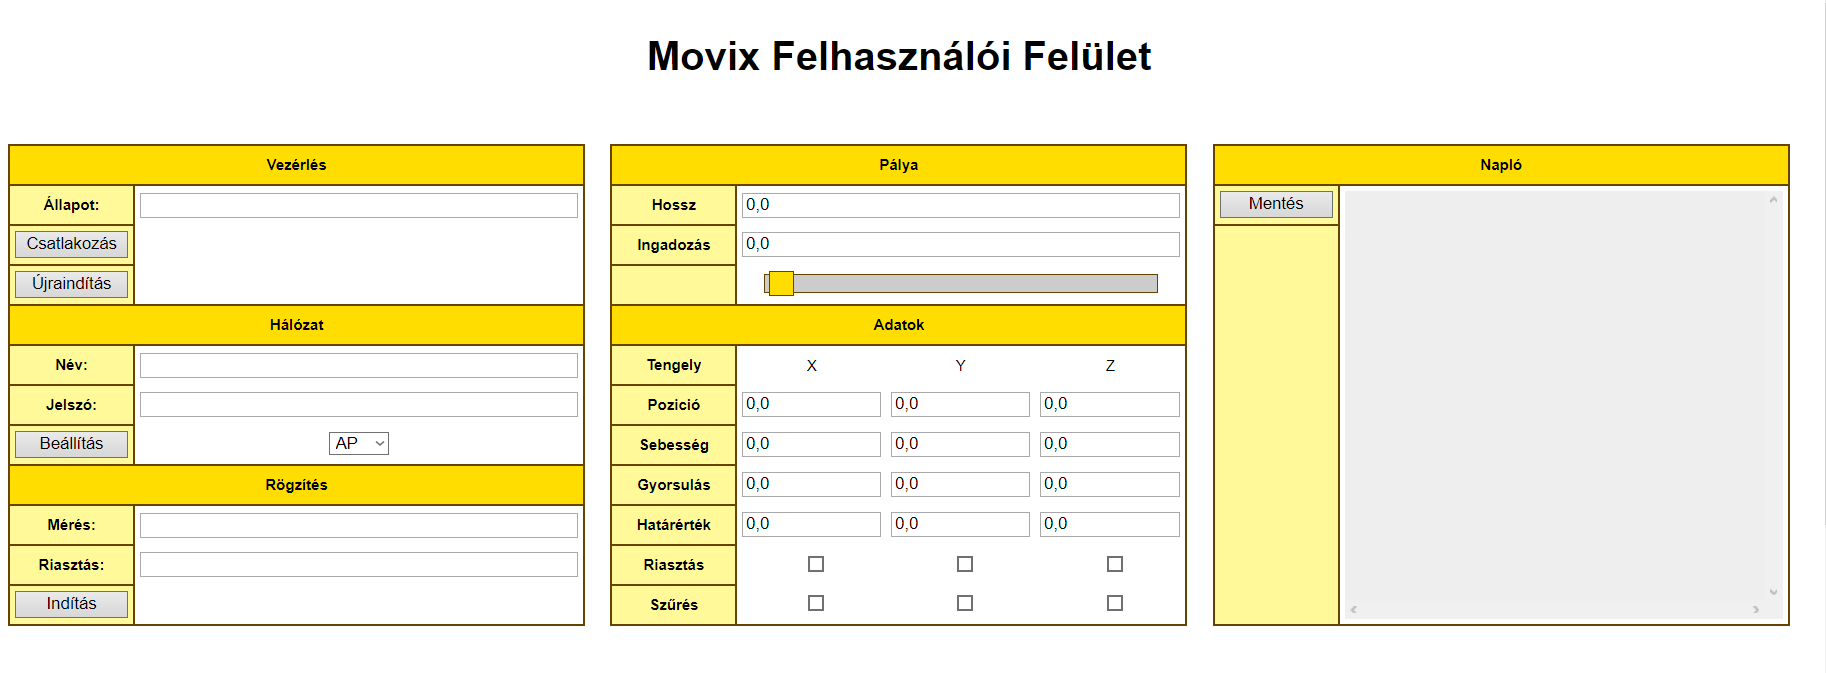 Movix Felhasználói Felület
Vezérlés
Állapot:
Csatlakozás
Újraindítás
Hálózat
Név:
Jelszó:
Beállítás AP
Rögzítés
Mérés:
Riasztás:
Indítás
Pálya
Hossz 0,0
Ingadozás 0,0
Adatok
Tengely X Y Z
Pozició 0,0 0,0 0,0
Sebesség 0,0 0,0 0,0
Gyorsulás 0,0 0,0 0,0
Határérték 0,0 0,0 0,0
Riasztás
Szűrés
Napló
Mentés